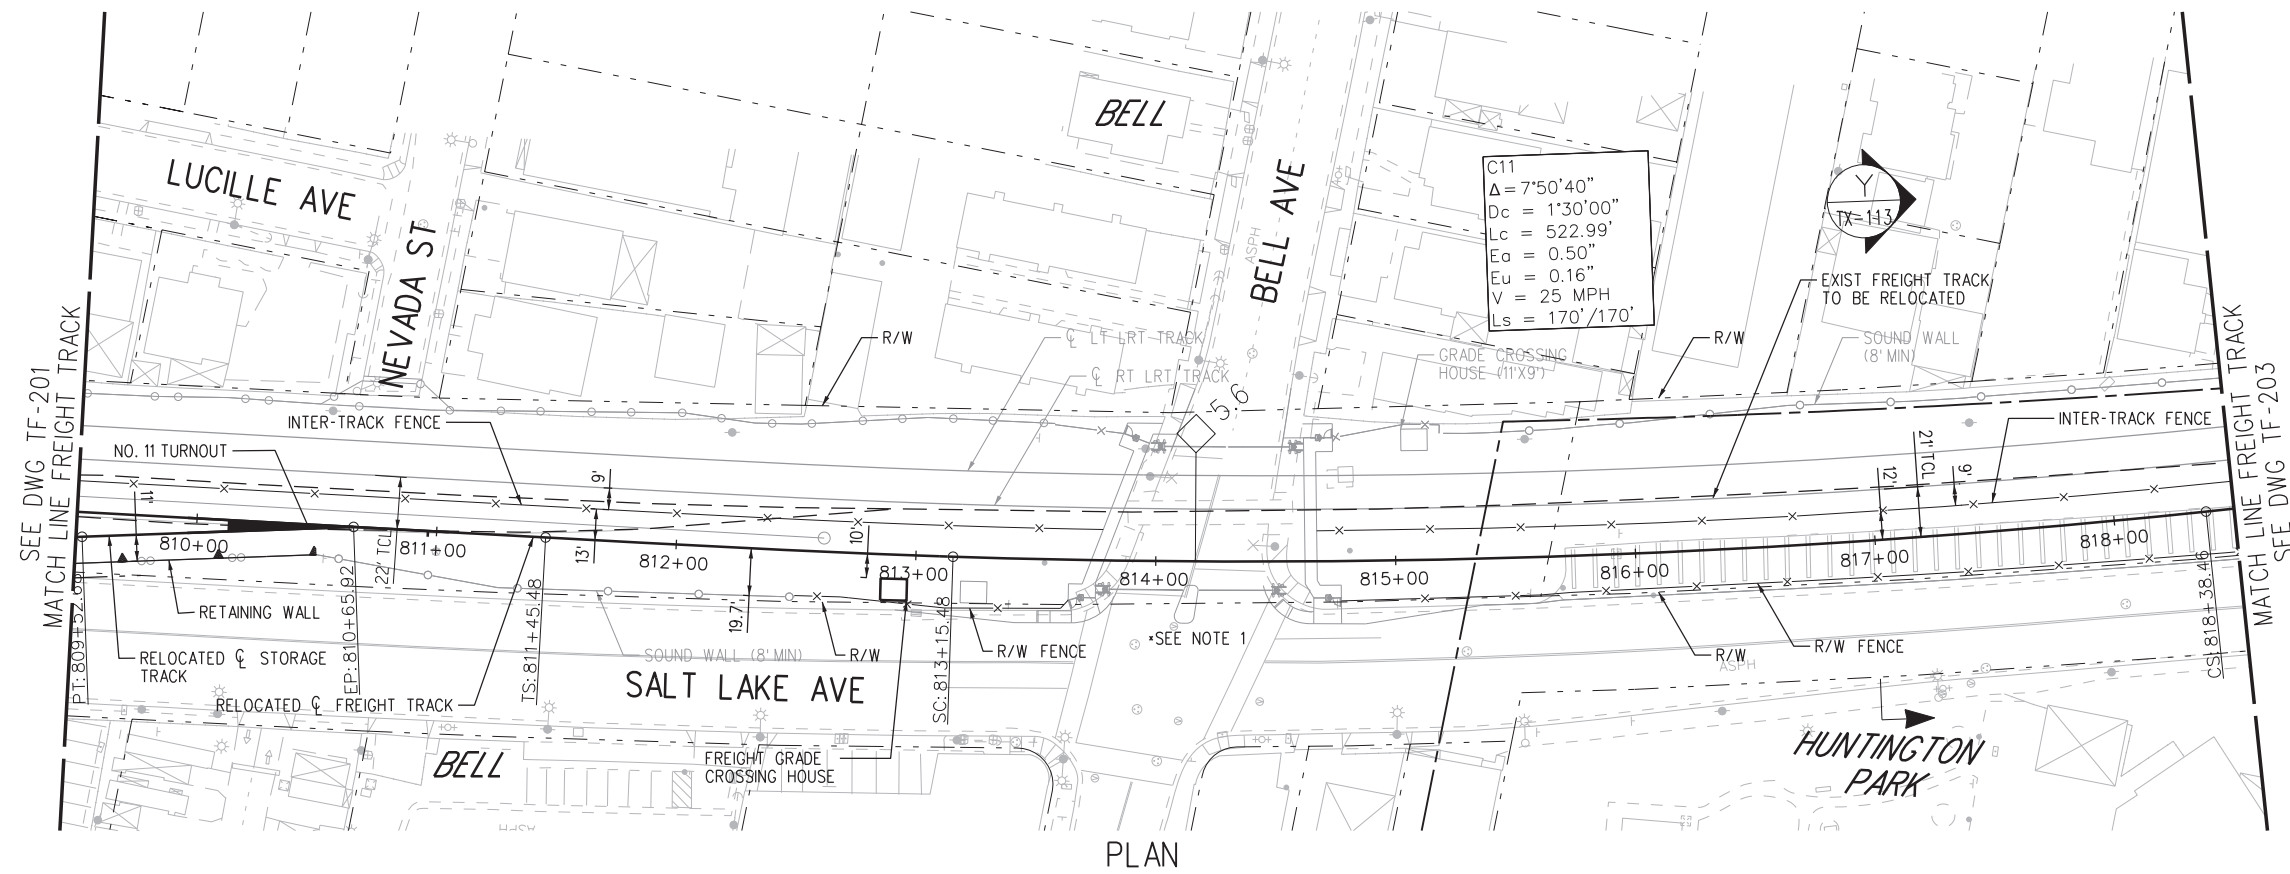 BELL
LUCILLE AVE
NEVADA ST
BELL AVE
ASPH
C11
Δ = 7°50'40"
Dc = 1°30'00"
Lc = 522.99'
Ea = 0.50"
Eu = 0.16"
V = 25 MPH
Ls = 170'/170'
Y
TX-113
EXIST FREIGHT TRACK
TO BE RELOCATED
SOUND WALL
(8' MIN)
R/W
R/W
℄ LT LRT TRACK
℄ RT LRT TRACK
GRADE CROSSING
HOUSE (11'X9')
5.6
SEE DWG TF-201
MATCH LINE FREIGHT TRACK
MATCH LINE FREIGHT TRACK
SEE DWG TF-203
INTER-TRACK FENCE
INTER-TRACK FENCE
NO. 11 TURNOUT
11'
22' TCL
9'
13'
10'
19.7'
12'
21' TCL
9'
810+00
811+00
812+00
813+00
814+00
815+00
816+00
817+00
818+00
EP: 810+65.92
TS: 811+45.48
SC: 813+15.48
CS: 818+38.46
RETAINING WALL
RELOCATED ℄ STORAGE
TRACK
RELOCATED ℄ FREIGHT TRACK
SOUND WALL (8' MIN)
R/W
R/W FENCE
*SEE NOTE 1
R/W
R/W FENCE
ASPH
SALT LAKE AVE
BELL
FREIGHT GRADE
CROSSING HOUSE
HUNTINGTON
PARK
ASPH
PLAN